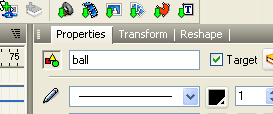 Properties Transform Reshape
75
ball Target
1